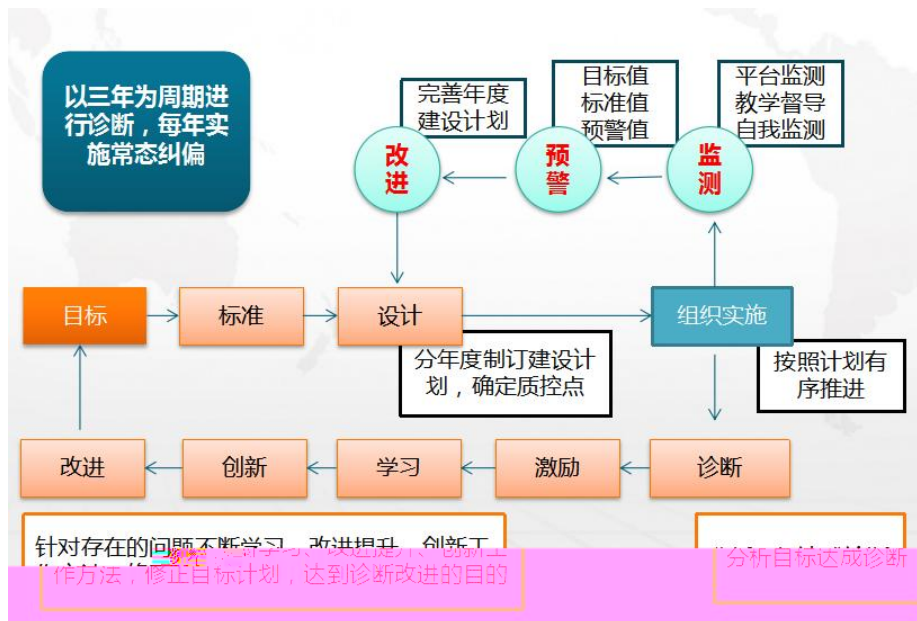 以三年为周期进
行诊断，每年实
施常态纠偏
完善年度
建设计划
目标值
标准值
预警值
平台监测
教学督导
自我监测
改
进
预
警
监
测
目标
标准
设计
组织实施
分年度制订建设计
划，确定质控点
按照计划有
序推进
改进
创新
学习
激励
诊断
针对存在的问题不断学习、改进提升、创新工
作方法，修正目标计划，达到诊断改进的目的
分析目标达成诊断